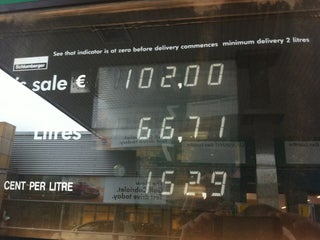 See that indicator is at zero before delivery commences minimum delivery 2 litres
Schlumberger
's sale € 102,00
Litres 66,71
CENT PER LITRE 152,9